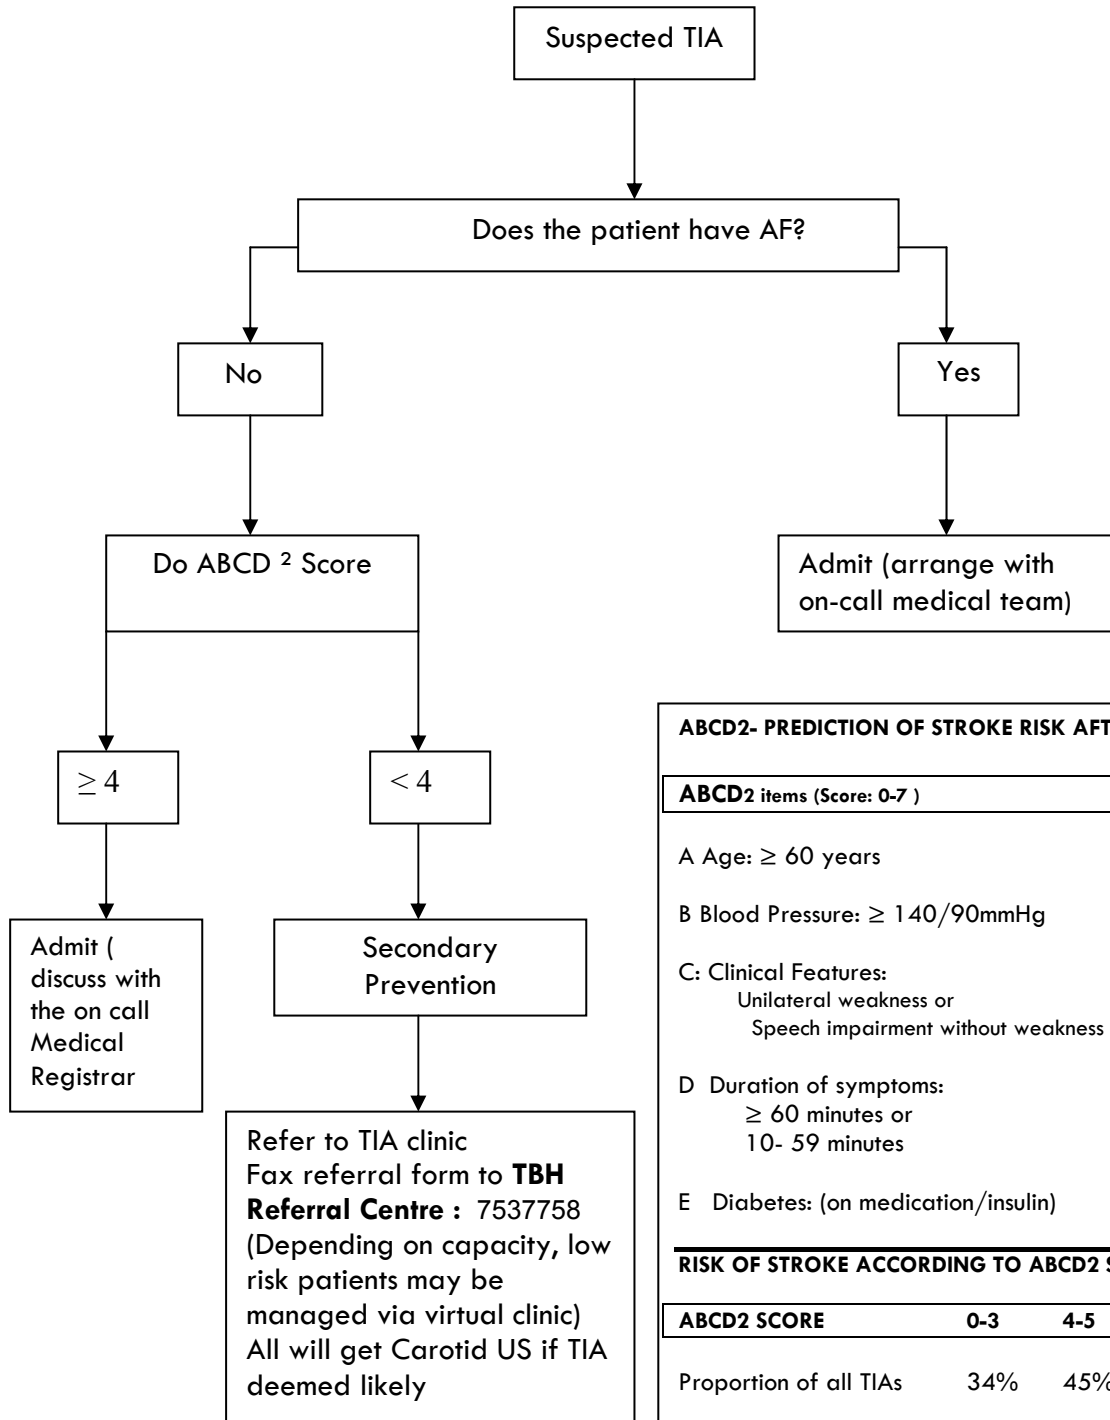 Suspected TIA
Does the patient have AF?
No
Yes
Do ABCD ² Score
Admit (arrange with
on-call medical team)
≥ 4
< 4
Admit (
discuss with
the on call
Medical
Registrar
Secondary
Prevention
Refer to TIA clinic
Fax referral form to TBH
Referral Centre : 7537758
(Depending on capacity, low
risk patients may be
managed via virtual clinic)
All will get Carotid US if TIA
deemed likely
ABCD2- PREDICTION OF STROKE RISK AFT
ABCD2 items (Score: 0-7 )
A Age: ≥ 60 years
B Blood Pressure: ≥ 140/90mmHg
C: Clinical Features:
Unilateral weakness or
Speech impairment without weakness
D Duration of symptoms:
≥ 60 minutes or
10- 59 minutes
E Diabetes: (on medication/insulin)
RISK OF STROKE ACCORDING TO ABCD2 S
ABCD2 SCORE 0-3 4-5
Proportion of all TIAs 34% 45%